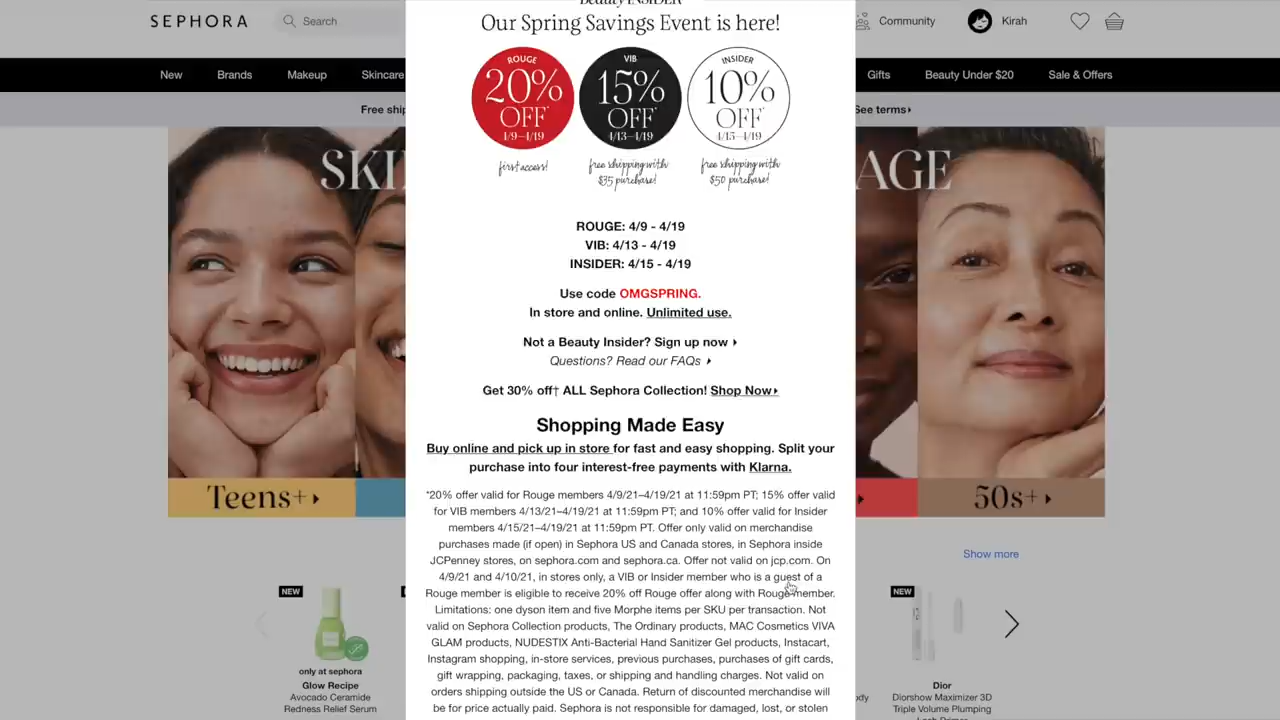 Beauty INSIDER
SEPHORA
Search
Our Spring Savings Event is here!
Community
Kirah
ROUGE
20%
OFF*
4/9–4/19
VIB
15%
OFF*
4/13–4/19
INSIDER
10%
OFF*
4/15–4/19
New
Brands
Makeup
Skincare
Gifts
Beauty Under $20
Sale & Offers
Free ship
See terms ▸
first access!
free shipping with
$35 purchase!
free shipping with
$50 purchase!
SKI
AGE
ROUGE: 4/9 - 4/19
VIB: 4/13 - 4/19
INSIDER: 4/15 - 4/19
Use code OMGSPRING.
In store and online. Unlimited use.
Not a Beauty Insider? Sign up now ▸
Questions? Read our FAQs ▸
Get 30% off† ALL Sephora Collection! Shop Now ▸
Shopping Made Easy
Buy online and pick up in store for fast and easy shopping. Split your
purchase into four interest-free payments with Klarna.
Teens+ ▸
50s+ ▸
*20% offer valid for Rouge members 4/9/21–4/19/21 at 11:59pm PT; 15% offer valid
for VIB members 4/13/21–4/19/21 at 11:59pm PT; and 10% offer valid for Insider
members 4/15/21–4/19/21 at 11:59pm PT. Offer only valid on merchandise
purchases made (if open) in Sephora US and Canada stores, in Sephora inside
JCPenney stores, on sephora.com and sephora.ca. Offer not valid on jcp.com. On
4/9/21 and 4/10/21, in stores only, a VIB or Insider member who is a guest of a
Rouge member is eligible to receive 20% off Rouge offer along with Rouge member.
Limitations: one dyson item and five Morphe items per SKU per transaction. Not
valid on Sephora Collection products, The Ordinary products, MAC Cosmetics VIVA
GLAM products, NUDESTIX Anti-Bacterial Hand Sanitizer Gel products, Instacart,
Instagram shopping, in-store services, previous purchases, purchases of gift cards,
gift wrapping, packaging, taxes, or shipping and handling charges. Not valid on
orders shipping outside the US or Canada. Return of discounted merchandise will
be for price actually paid. Sephora is not responsible for damaged, lost, or stolen
Show more
NEW
only at sephora
Glow Recipe
Avocado Ceramide
Redness Relief Serum
NEW
Dior
Diorshow Maximizer 3D
Triple Volume Plumping
Lash Primer
ody